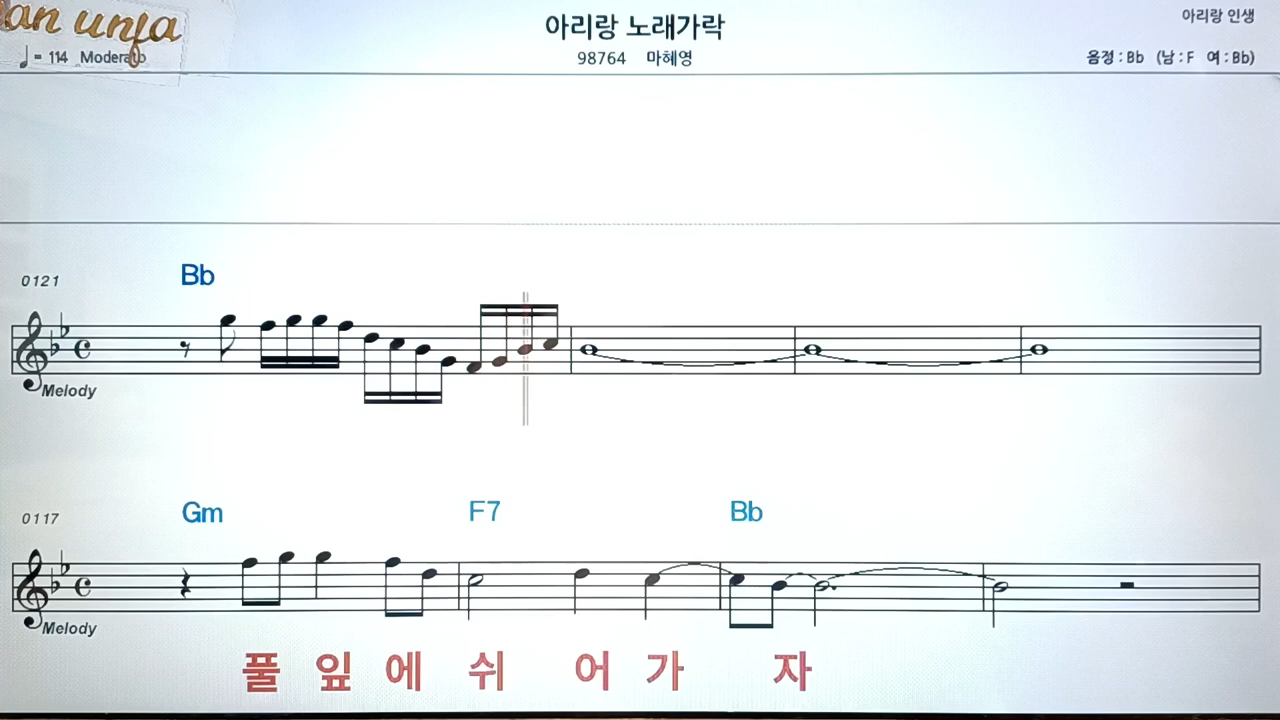 an unja
아리랑 노래가락
아리랑 인생
♩= 114 Moderato
98764 마혜영
음정 : Bb (남 : F 여 : Bb)
0121
Bb
Melody
0117
Gm F7 Bb
Melody
풀 잎 에 쉬 어 가 자